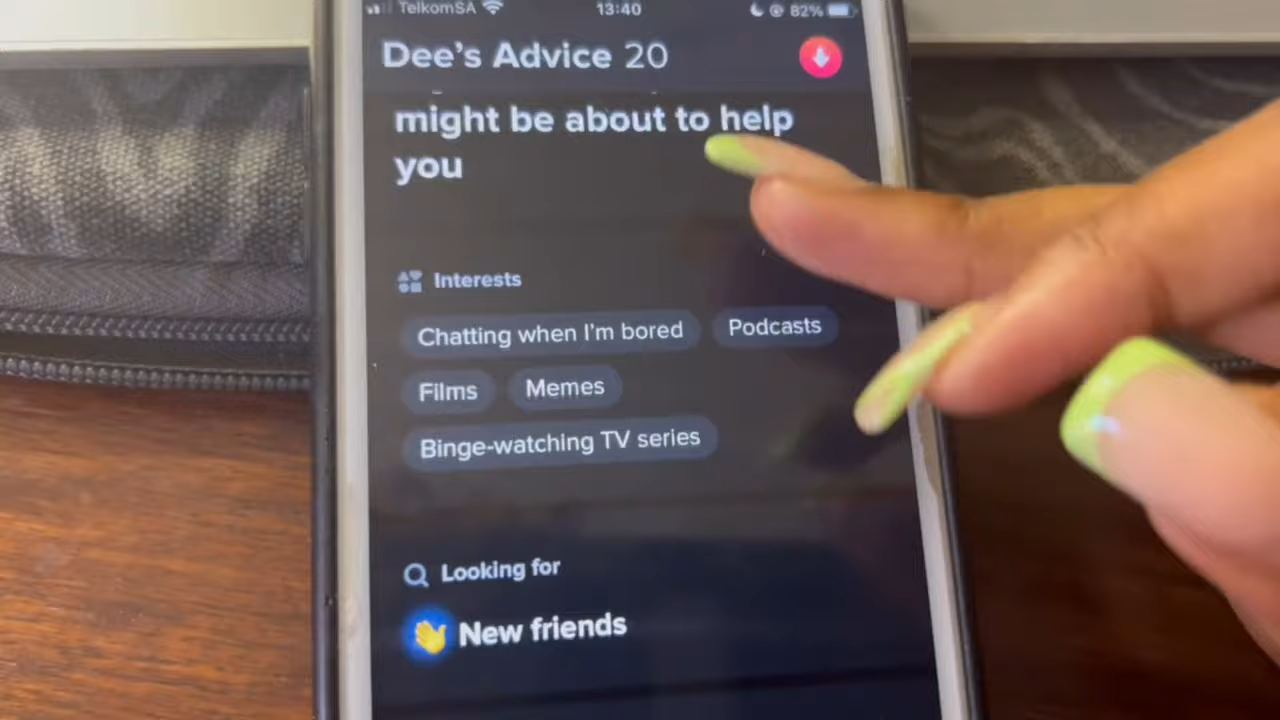 TelkomSA 13:40 82%
Dee's Advice 20
might be about to help
you
Interests
Chatting when I'm bored Podcasts
Films Memes
Binge-watching TV series
Looking for
New friends